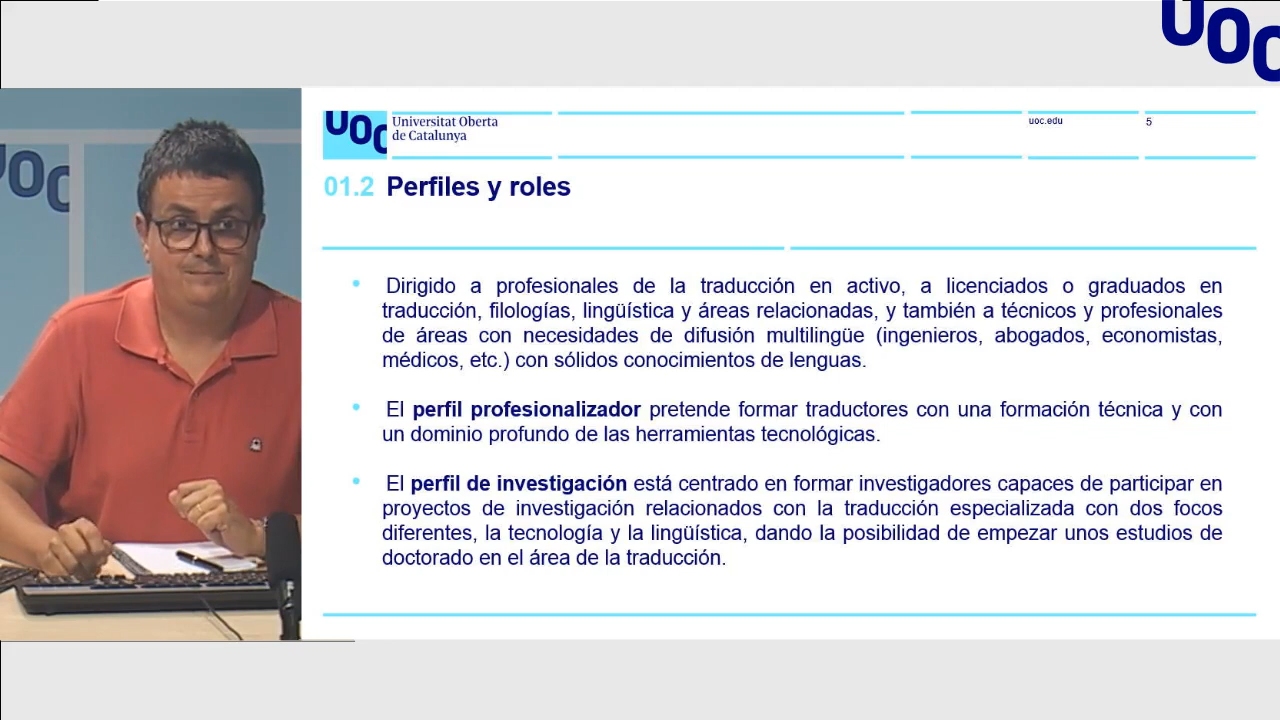 UOC
UOC
UOC
Universitat Oberta
de Catalunya
uoc.edu
5
01.2 Perfiles y roles
• Dirigido a profesionales de la traducción en activo, a licenciados o graduados en
traducción, filologías, lingüística y áreas relacionadas, y también a técnicos y profesionales
de áreas con necesidades de difusión multilingüe (ingenieros, abogados, economistas,
médicos, etc.) con sólidos conocimientos de lenguas.
• El perfil profesionalizador pretende formar traductores con una formación técnica y con
un dominio profundo de las herramientas tecnológicas.
• El perfil de investigación está centrado en formar investigadores capaces de participar en
proyectos de investigación relacionados con la traducción especializada con dos focos
diferentes, la tecnología y la lingüística, dando la posibilidad de empezar unos estudios de
doctorado en el área de la traducción.